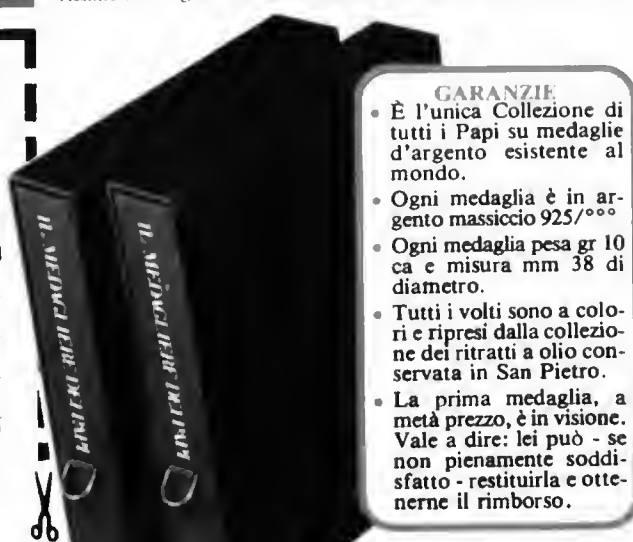 GARANZIE
• È l'unica Collezione di
tutti i Papi su medaglie
d'argento esistente al
mondo.
• Ogni medaglia è in ar-
gento massiccio 925/°°°
• Ogni medaglia pesa gr 10
ca e misura mm 38 di
diametro.
• Tutti i volti sono a colo-
ri e ripresi dalla collezio-
ne dei ritratti a olio con-
servata in San Pietro.
• La prima medaglia, a
metà prezzo, è in visione.
Vale a dire: lei può - se
non pienamente soddi-
sfatto - restituirla e otte-
nerne il rimborso.